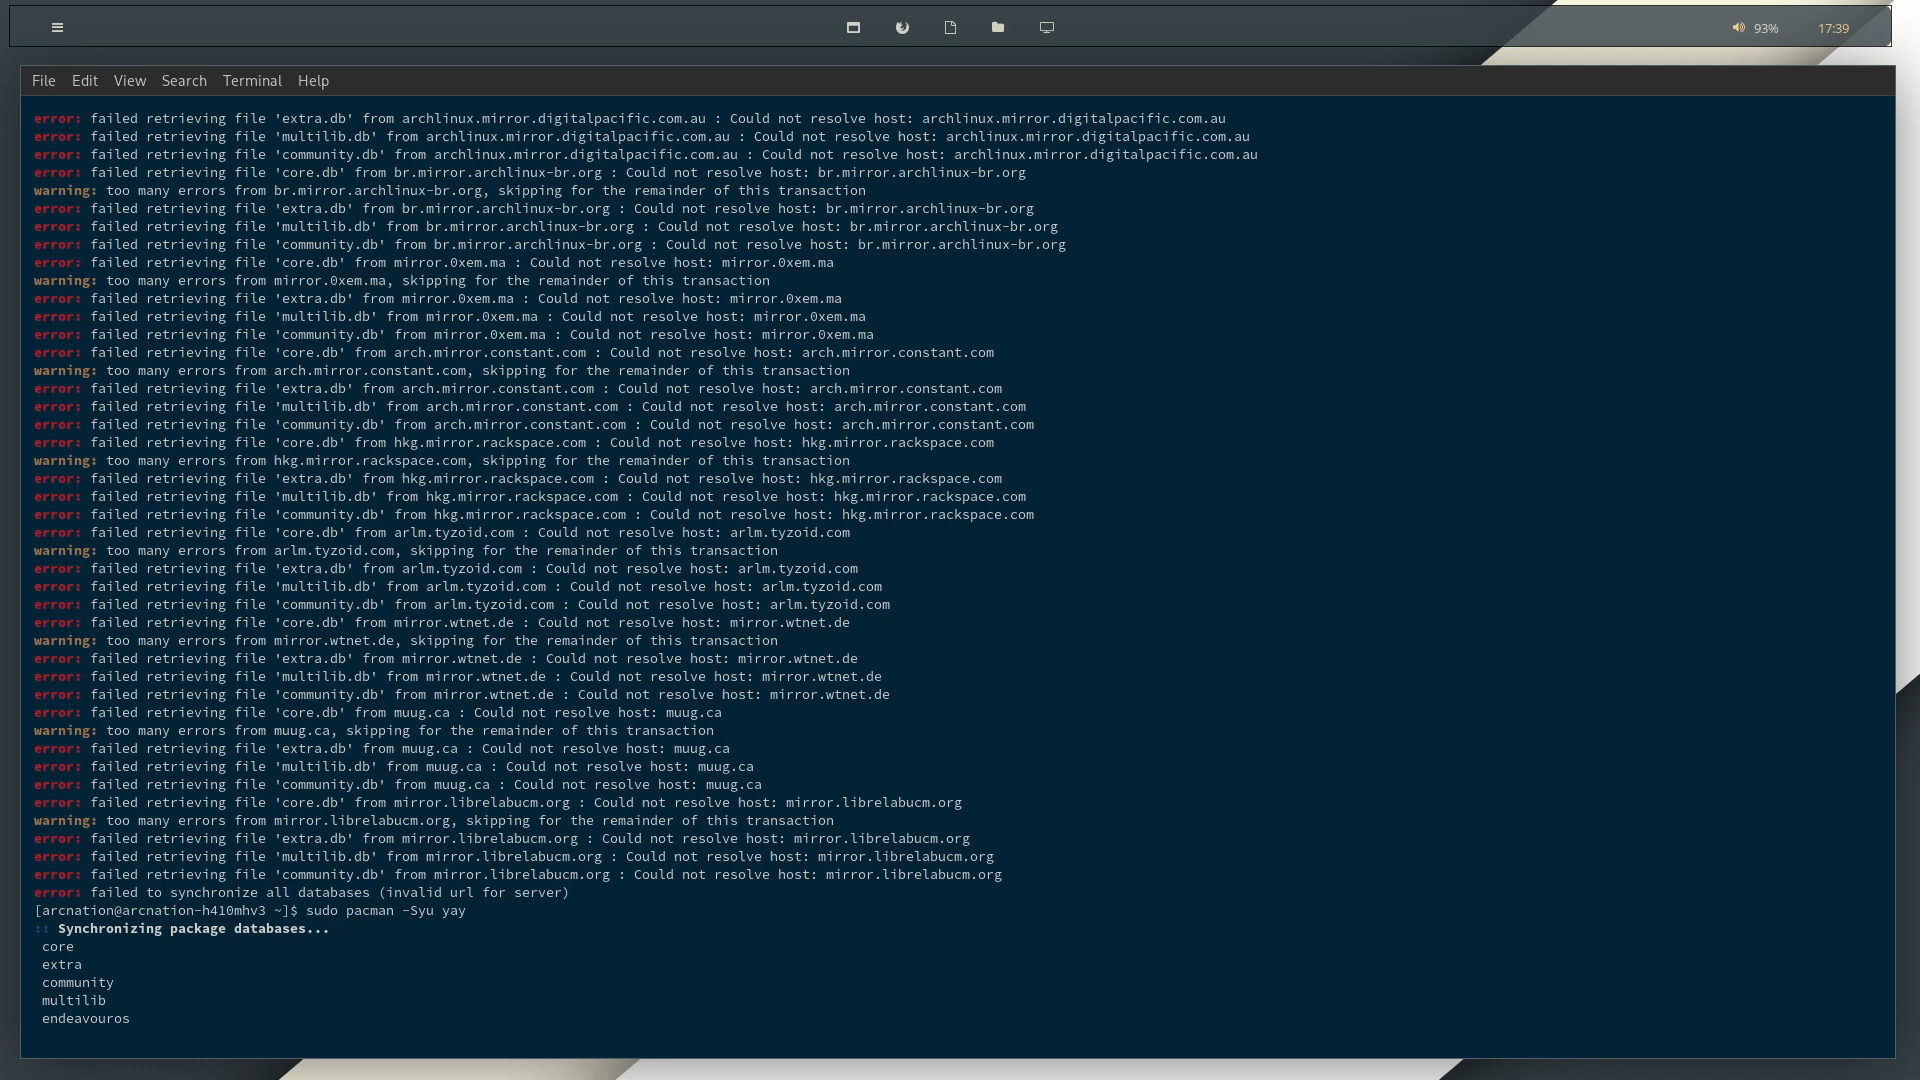 93% 17:39
File Edit View Search Terminal Help
error: failed retrieving file 'extra.db' from archlinux.mirror.digitalpacific.com.au : Could not resolve host: archlinux.mirror.digitalpacific.com.au
error: failed retrieving file 'multilib.db' from archlinux.mirror.digitalpacific.com.au : Could not resolve host: archlinux.mirror.digitalpacific.com.au
error: failed retrieving file 'community.db' from archlinux.mirror.digitalpacific.com.au : Could not resolve host: archlinux.mirror.digitalpacific.com.au
error: failed retrieving file 'core.db' from br.mirror.archlinux-br.org : Could not resolve host: br.mirror.archlinux-br.org
warning: too many errors from br.mirror.archlinux-br.org, skipping for the remainder of this transaction
error: failed retrieving file 'extra.db' from br.mirror.archlinux-br.org : Could not resolve host: br.mirror.archlinux-br.org
error: failed retrieving file 'multilib.db' from br.mirror.archlinux-br.org : Could not resolve host: br.mirror.archlinux-br.org
error: failed retrieving file 'community.db' from br.mirror.archlinux-br.org : Could not resolve host: br.mirror.archlinux-br.org
error: failed retrieving file 'core.db' from mirror.0xem.ma : Could not resolve host: mirror.0xem.ma
warning: too many errors from mirror.0xem.ma, skipping for the remainder of this transaction
error: failed retrieving file 'extra.db' from mirror.0xem.ma : Could not resolve host: mirror.0xem.ma
error: failed retrieving file 'multilib.db' from mirror.0xem.ma : Could not resolve host: mirror.0xem.ma
error: failed retrieving file 'community.db' from mirror.0xem.ma : Could not resolve host: mirror.0xem.ma
error: failed retrieving file 'core.db' from arch.mirror.constant.com : Could not resolve host: arch.mirror.constant.com
warning: too many errors from arch.mirror.constant.com, skipping for the remainder of this transaction
error: failed retrieving file 'extra.db' from arch.mirror.constant.com : Could not resolve host: arch.mirror.constant.com
error: failed retrieving file 'multilib.db' from arch.mirror.constant.com : Could not resolve host: arch.mirror.constant.com
error: failed retrieving file 'community.db' from arch.mirror.constant.com : Could not resolve host: arch.mirror.constant.com
error: failed retrieving file 'core.db' from hkg.mirror.rackspace.com : Could not resolve host: hkg.mirror.rackspace.com
warning: too many errors from hkg.mirror.rackspace.com, skipping for the remainder of this transaction
error: failed retrieving file 'extra.db' from hkg.mirror.rackspace.com : Could not resolve host: hkg.mirror.rackspace.com
error: failed retrieving file 'multilib.db' from hkg.mirror.rackspace.com : Could not resolve host: hkg.mirror.rackspace.com
error: failed retrieving file 'community.db' from hkg.mirror.rackspace.com : Could not resolve host: hkg.mirror.rackspace.com
error: failed retrieving file 'core.db' from arlm.tyzoid.com : Could not resolve host: arlm.tyzoid.com
warning: too many errors from arlm.tyzoid.com, skipping for the remainder of this transaction
error: failed retrieving file 'extra.db' from arlm.tyzoid.com : Could not resolve host: arlm.tyzoid.com
error: failed retrieving file 'multilib.db' from arlm.tyzoid.com : Could not resolve host: arlm.tyzoid.com
error: failed retrieving file 'community.db' from arlm.tyzoid.com : Could not resolve host: arlm.tyzoid.com
error: failed retrieving file 'core.db' from mirror.wtnet.de : Could not resolve host: mirror.wtnet.de
warning: too many errors from mirror.wtnet.de, skipping for the remainder of this transaction
error: failed retrieving file 'extra.db' from mirror.wtnet.de : Could not resolve host: mirror.wtnet.de
error: failed retrieving file 'multilib.db' from mirror.wtnet.de : Could not resolve host: mirror.wtnet.de
error: failed retrieving file 'community.db' from mirror.wtnet.de : Could not resolve host: mirror.wtnet.de
error: failed retrieving file 'core.db' from muug.ca : Could not resolve host: muug.ca
warning: too many errors from muug.ca, skipping for the remainder of this transaction
error: failed retrieving file 'extra.db' from muug.ca : Could not resolve host: muug.ca
error: failed retrieving file 'multilib.db' from muug.ca : Could not resolve host: muug.ca
error: failed retrieving file 'community.db' from muug.ca : Could not resolve host: muug.ca
error: failed retrieving file 'core.db' from mirror.librelabucm.org : Could not resolve host: mirror.librelabucm.org
warning: too many errors from mirror.librelabucm.org, skipping for the remainder of this transaction
error: failed retrieving file 'extra.db' from mirror.librelabucm.org : Could not resolve host: mirror.librelabucm.org
error: failed retrieving file 'multilib.db' from mirror.librelabucm.org : Could not resolve host: mirror.librelabucm.org
error: failed retrieving file 'community.db' from mirror.librelabucm.org : Could not resolve host: mirror.librelabucm.org
error: failed to synchronize all databases (invalid url for server)
[arcnation@arcnation-h410mhv3 ~]$ sudo pacman -Syu yay
:: Synchronizing package databases...
core
extra
community
multilib
endeavouros